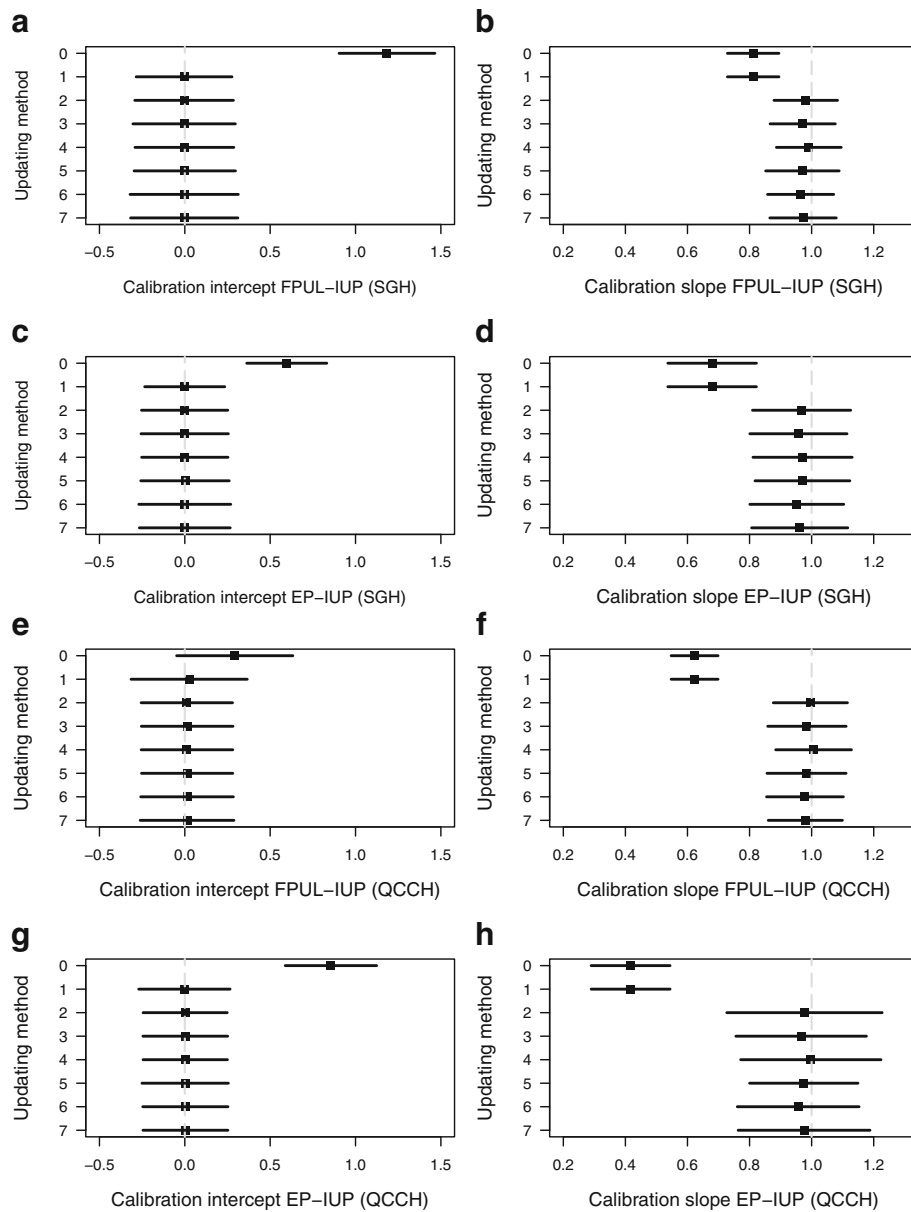 a
Updating method
0
1
2
3
4
5
6
7
−0.5 0.0 0.5 1.0 1.5
Calibration intercept FPUL−IUP (SGH)
b
Updating method
0
1
2
3
4
5
6
7
0.2 0.4 0.6 0.8 1.0 1.2
Calibration slope FPUL−IUP (SGH)
c
Updating method
0
1
2
3
4
5
6
7
−0.5 0.0 0.5 1.0 1.5
Calibration intercept EP−IUP (SGH)
d
Updating method
0
1
2
3
4
5
6
7
0.2 0.4 0.6 0.8 1.0 1.2
Calibration slope EP−IUP (SGH)
e
Updating method
0
1
2
3
4
5
6
7
−0.5 0.0 0.5 1.0 1.5
Calibration intercept FPUL−IUP (QCCH)
f
Updating method
0
1
2
3
4
5
6
7
0.2 0.4 0.6 0.8 1.0 1.2
Calibration slope FPUL−IUP (QCCH)
g
Updating method
0
1
2
3
4
5
6
7
−0.5 0.0 0.5 1.0 1.5
Calibration intercept EP−IUP (QCCH)
h
Updating method
0
1
2
3
4
5
6
7
0.2 0.4 0.6 0.8 1.0 1.2
Calibration slope EP−IUP (QCCH)